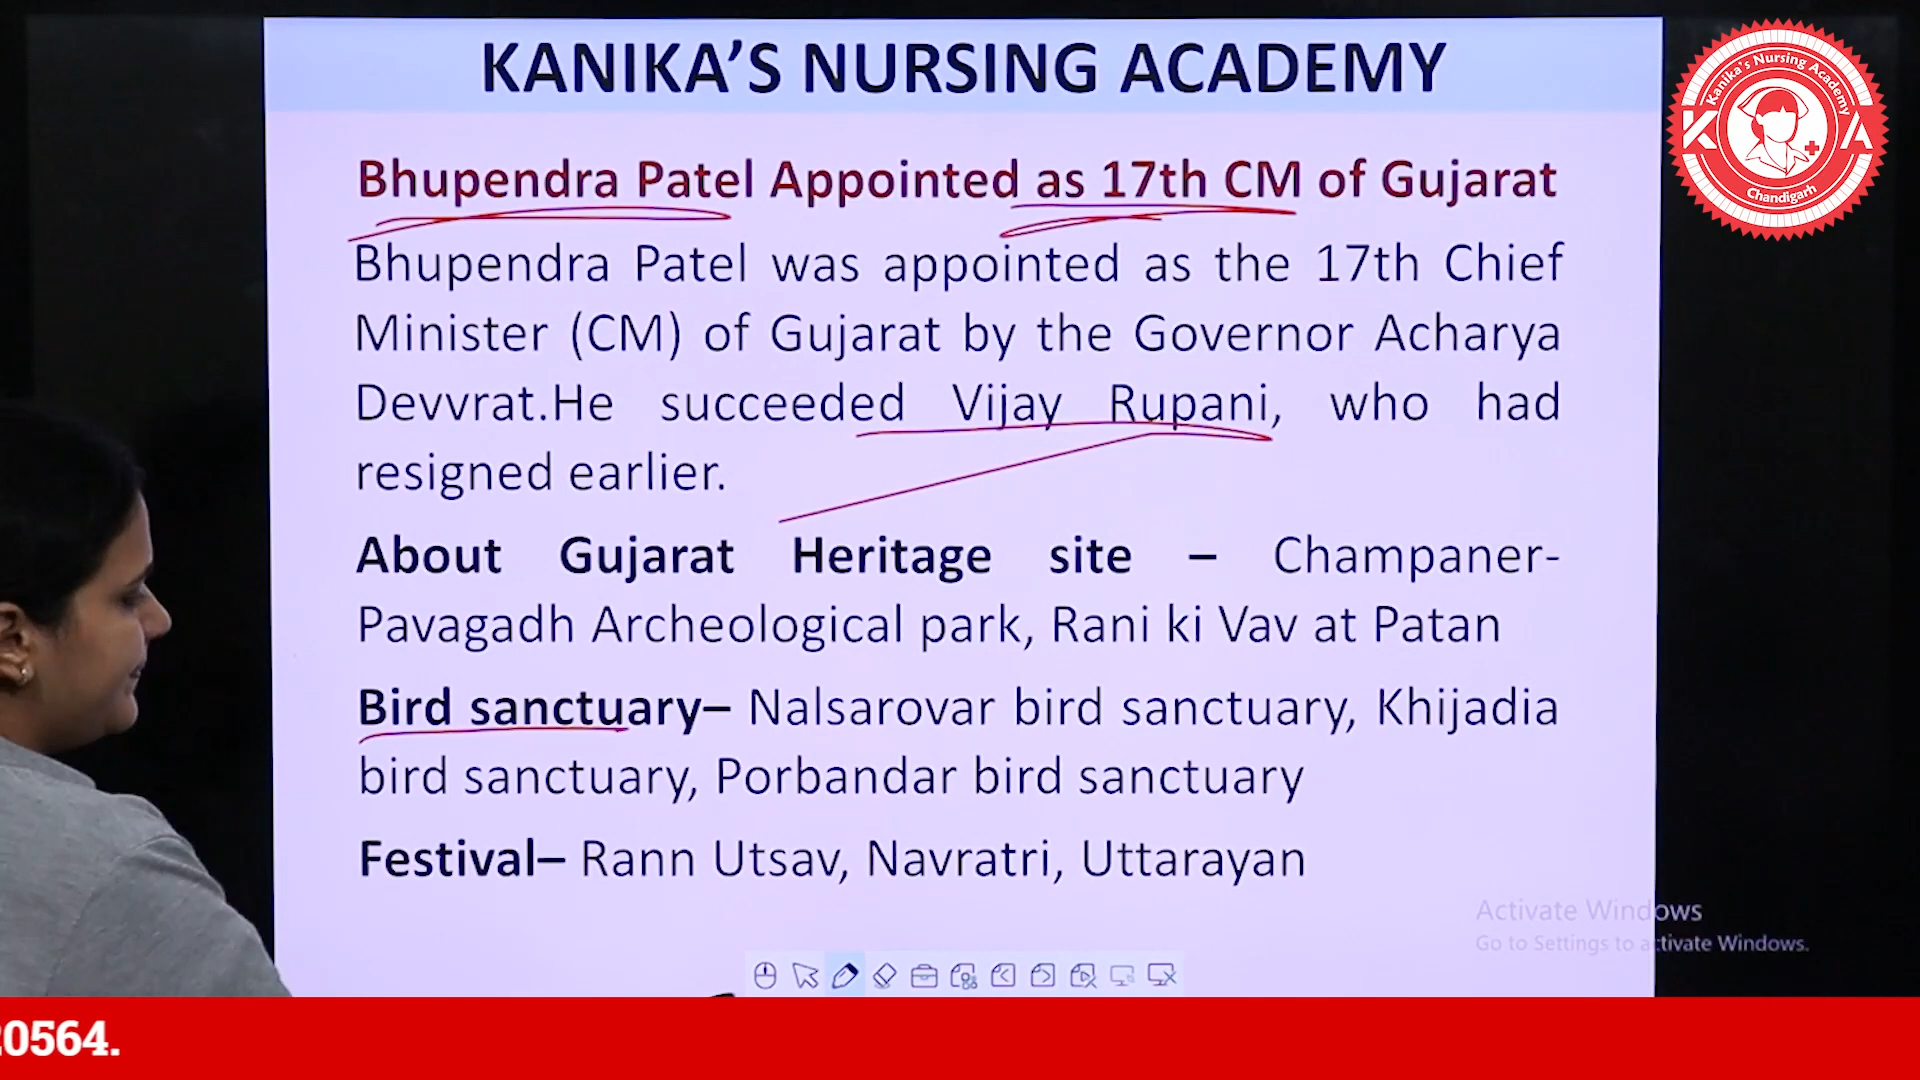 KANIKA'S NURSING ACADEMY
Kanika's Nursing Academy
K A
Chandigarh
Bhupendra Patel Appointed as 17th CM of Gujarat
Bhupendra Patel was appointed as the 17th Chief
Minister (CM) of Gujarat by the Governor Acharya
Devvrat.He succeeded Vijay Rupani, who had
resigned earlier.
About Gujarat Heritage site – Champaner-
Pavagadh Archeological park, Rani ki Vav at Patan
Bird sanctuary– Nalsarovar bird sanctuary, Khijadia
bird sanctuary, Porbandar bird sanctuary
Festival– Rann Utsav, Navratri, Uttarayan
Activate Windows
Go to Settings to activate Windows.
20564.